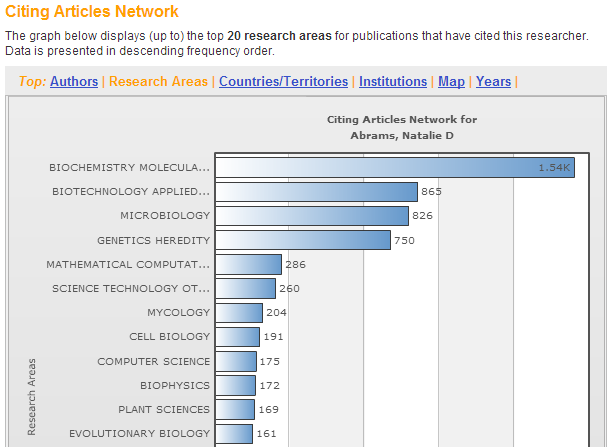 Citing Articles Network
The graph below displays (up to) the top 20 research areas for publications that have cited this researcher.
Data is presented in descending frequency order.
Top: Authors | Research Areas | Countries/Territories | Institutions | Map | Years |
Citing Articles Network for
Abrams, Natalie D
BIOCHEMISTRY MOLECULA... 1.54K
BIOTECHNOLOGY APPLIED... 865
MICROBIOLOGY 826
GENETICS HEREDITY 750
MATHEMATICAL COMPUTAT... 286
SCIENCE TECHNOLOGY OT... 260
MYCOLOGY 204
CELL BIOLOGY 191
COMPUTER SCIENCE 175
BIOPHYSICS 172
PLANT SCIENCES 169
EVOLUTIONARY BIOLOGY 161
Research Areas